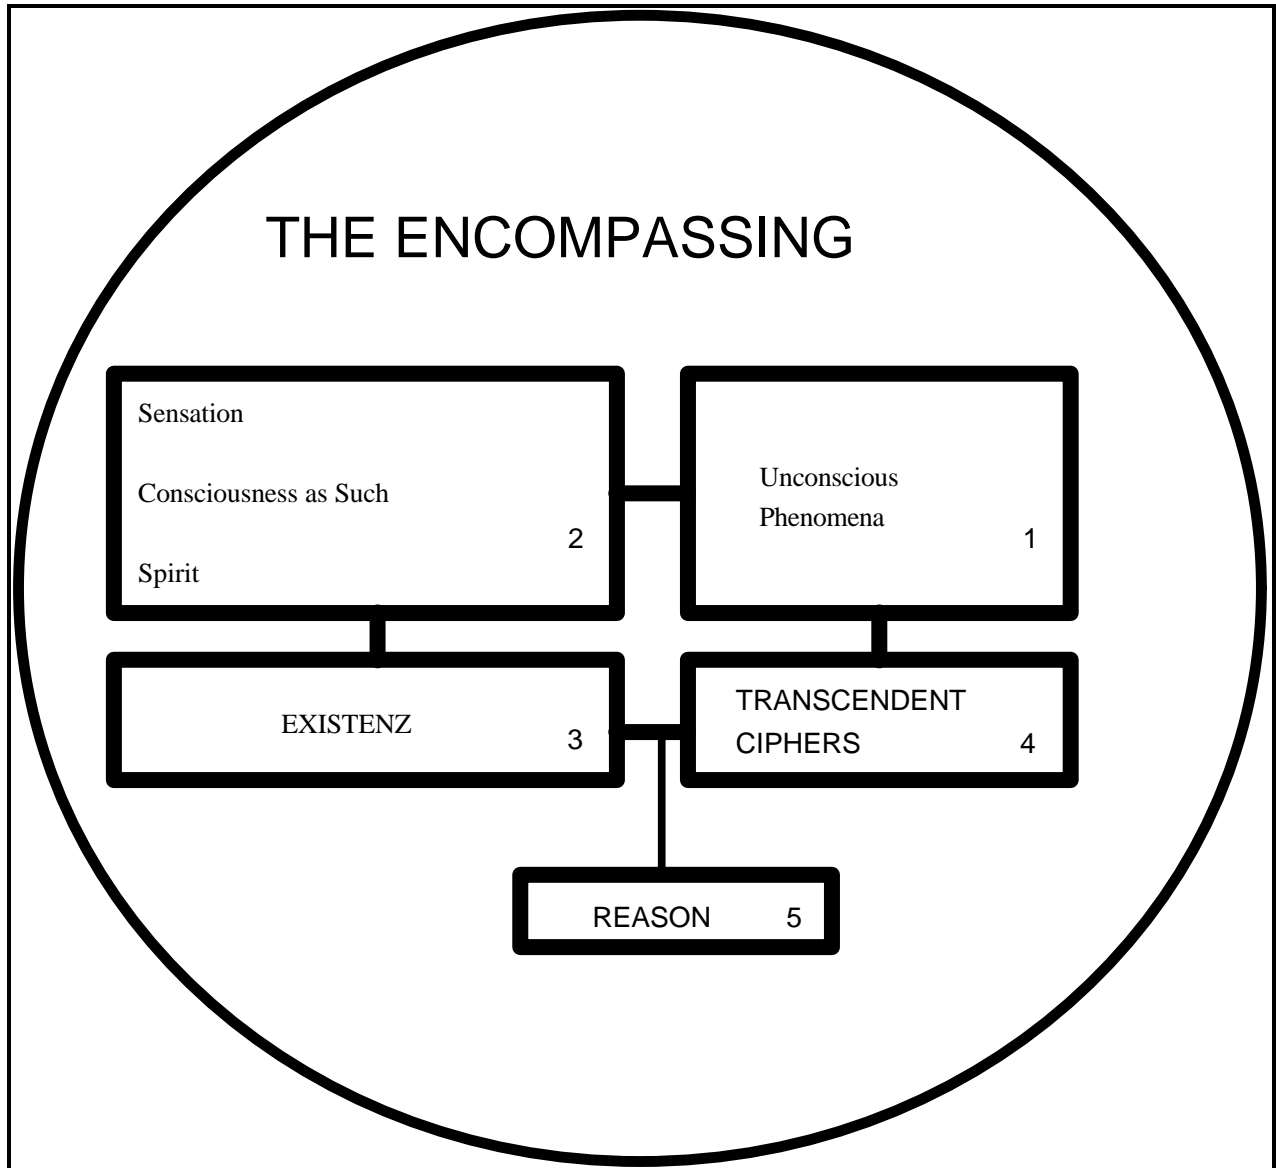 THE ENCOMPASSING
Sensation
Consciousness as Such
2
Spirit
Unconscious
Phenomena
1
EXISTENZ 3
TRANSCENDENT
CIPHERS 4
REASON 5